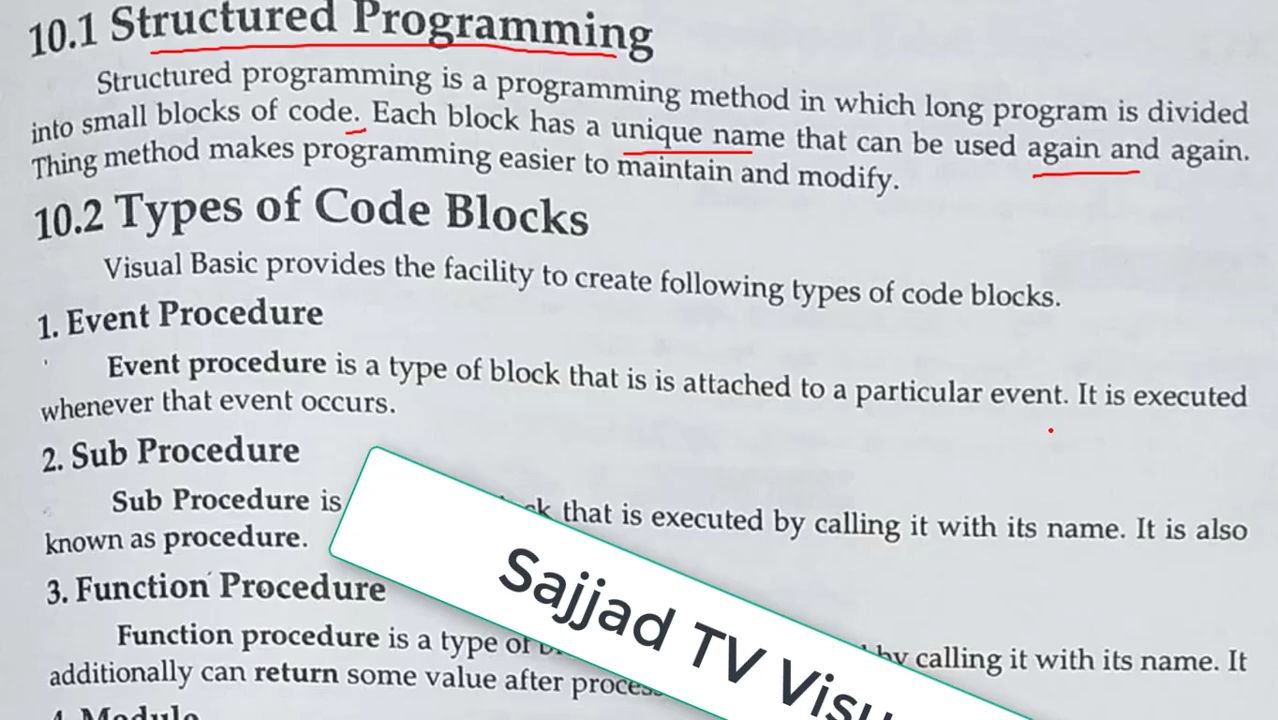 10.1 Structured Programming
Structured programming is a programming method in which long program is divided
into small blocks of code. Each block has a unique name that can be used again and again.
Thing method makes programming easier to maintain and modify.
10.2 Types of Code Blocks
Visual Basic provides the facility to create following types of code blocks.
1. Event Procedure
Event procedure is a type of block that is is attached to a particular event. It is executed
whenever that event occurs.
2. Sub Procedure
Sub Procedure is that is executed by calling it with its name. It is also
known as procedure.
3. Function Procedure
Function procedure is a type of by calling it with its name. It
additionally can return some value after
4. Module
Sajjad TV Visu